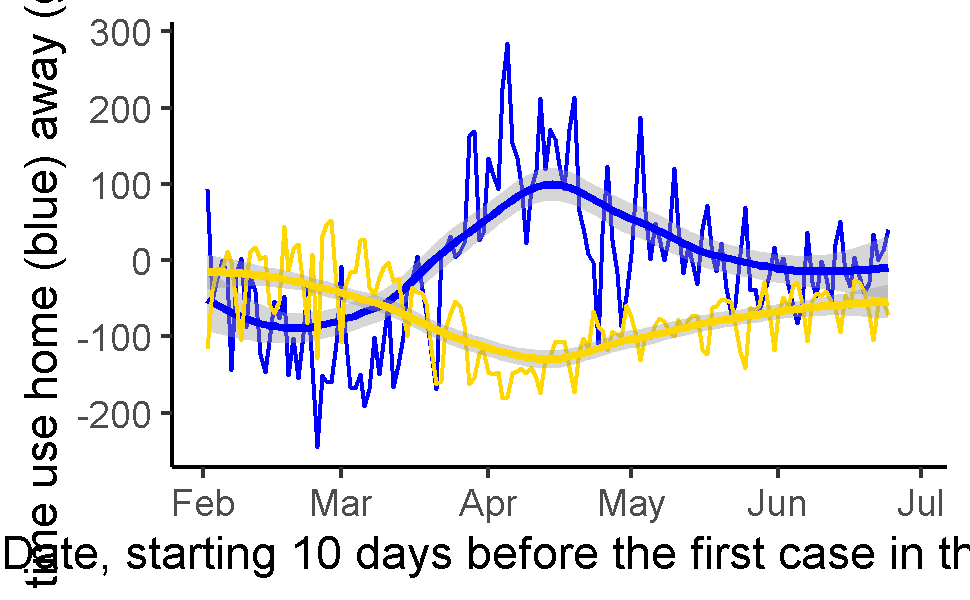 time use home (blue) away (
300
200
100
0
-100
-200
Feb Mar Apr May Jun Jul
Date, starting 10 days before the first case in th